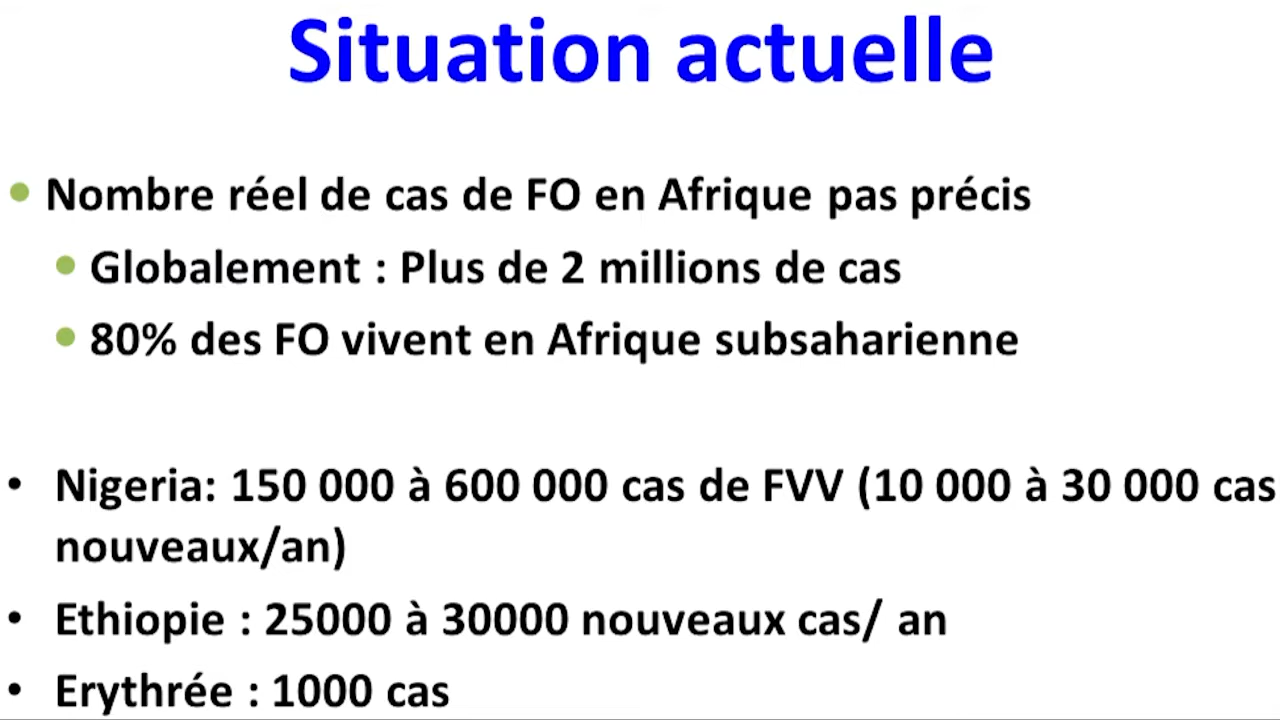 Situation actuelle
• Nombre réel de cas de FO en Afrique pas précis
• Globalement : Plus de 2 millions de cas
• 80% des FO vivent en Afrique subsaharienne
• Nigeria: 150 000 à 600 000 cas de FVV (10 000 à 30 000 cas
nouveaux/an)
• Ethiopie : 25000 à 30000 nouveaux cas/ an
• Erythrée : 1000 cas